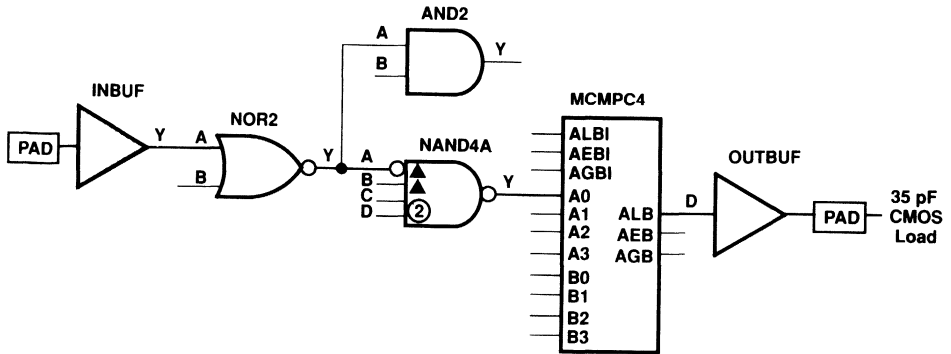 AND2
A
Y
B
INBUF
NOR2
MCMPC4
PAD
Y
A
B
Y
A
NAND4A
B
C
D
2
Y
ALBI
AEBI
AGBI
A0
A1
A2
A3
B0
B1
B2
B3
ALB
AEB
AGB
D
OUTBUF
PAD
35 pF
CMOS
Load